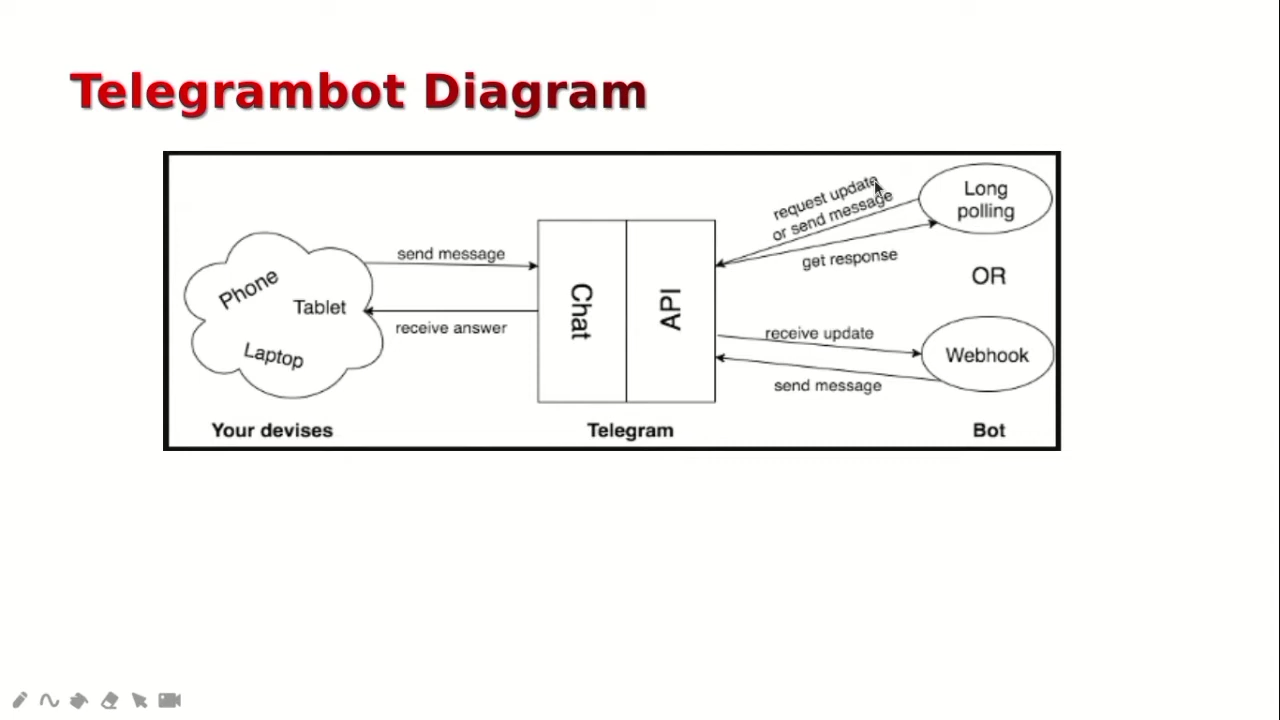 Telegrambot Diagram
request update
or send message
Long
polling
get response
send message
Phone
Tablet
Laptop
receive answer
Chat
API
OR
receive update
Webhook
send message
Your devises
Telegram
Bot